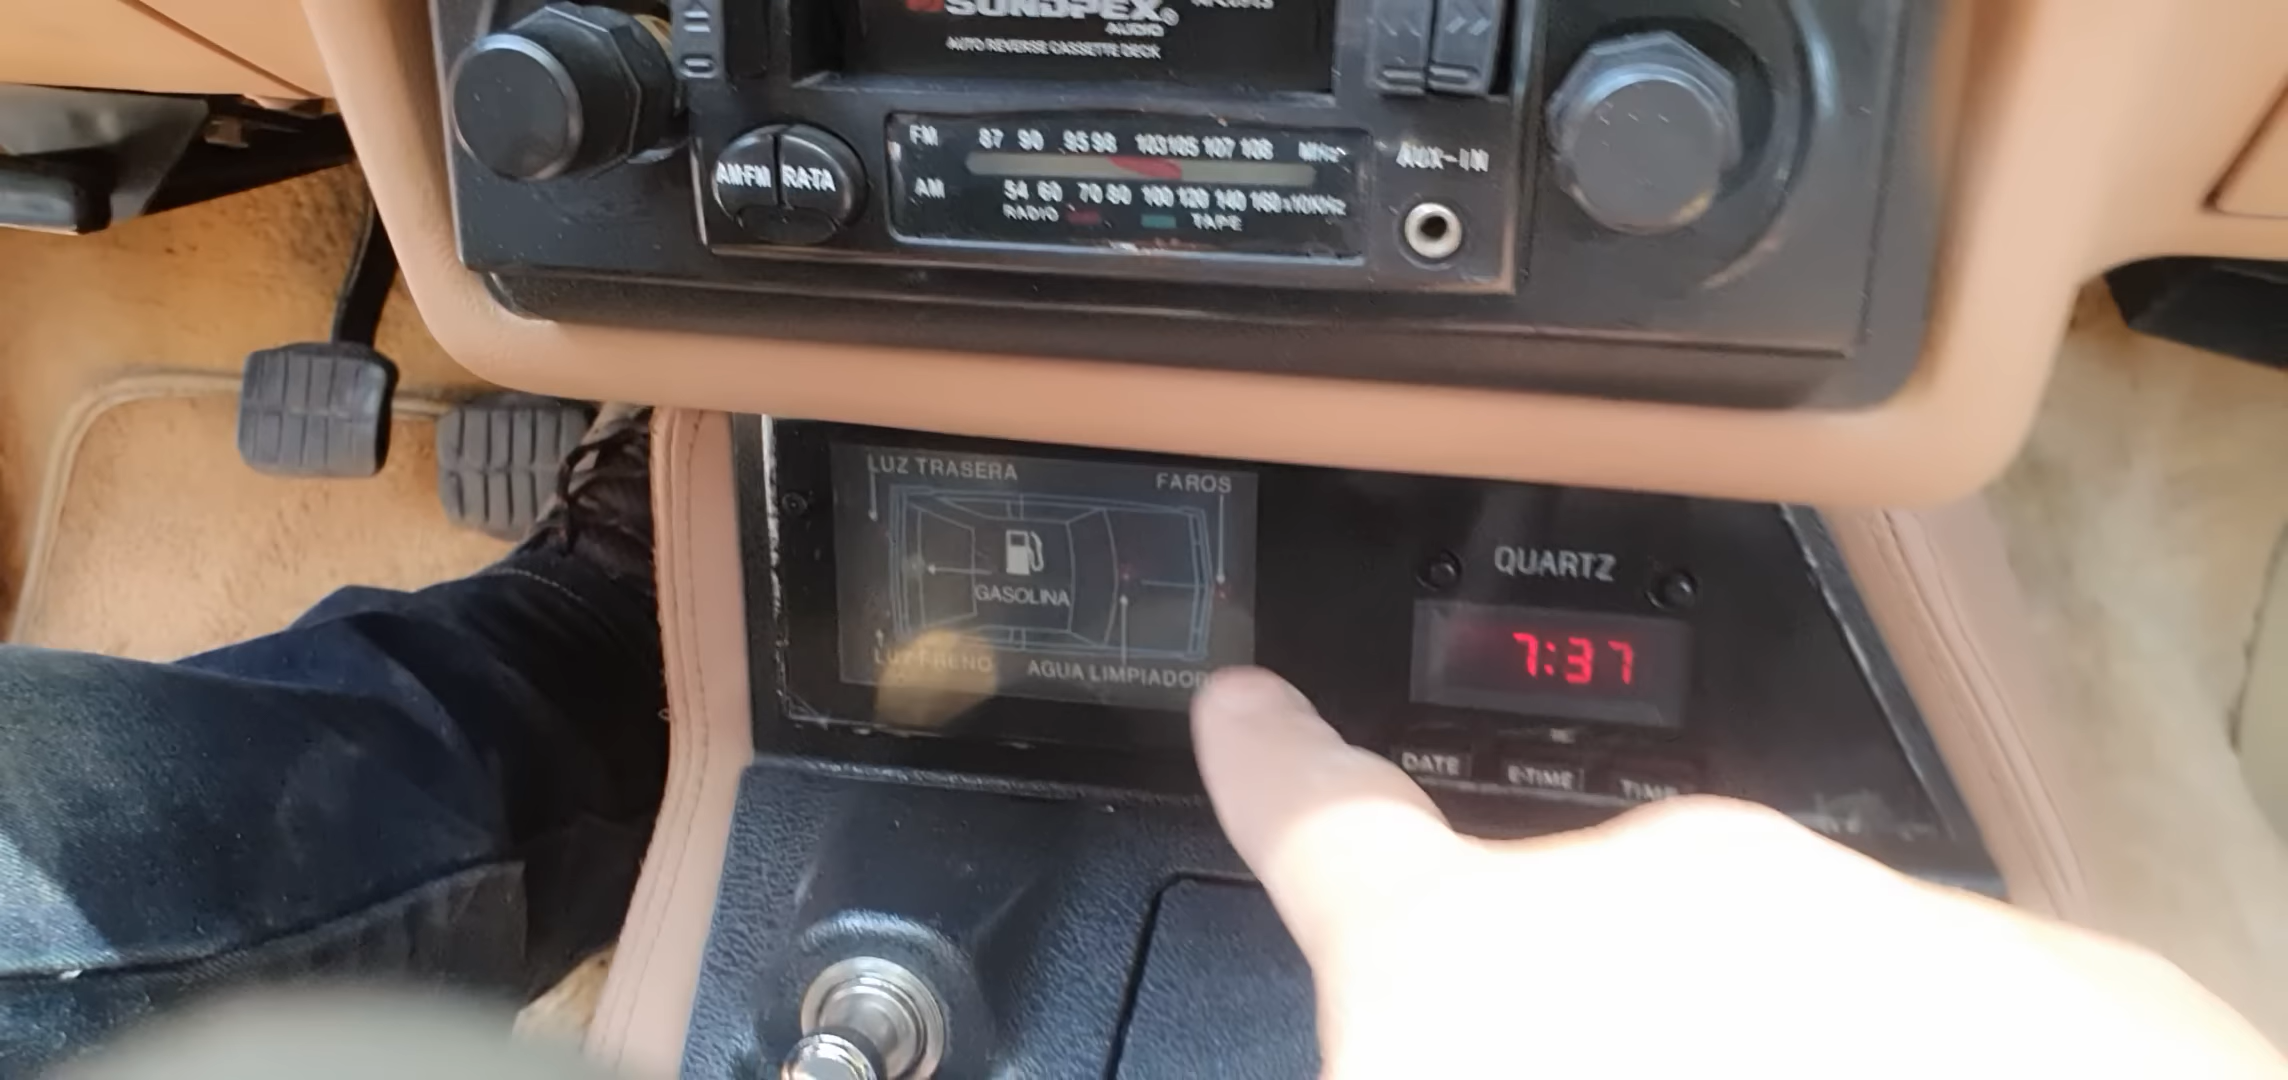 SUNDPEX®
AUDIO
AUTO REVERSE CASSETTE DECK
AM-FM RATA
FM 87 90 95 98 103 105 107 108 MHz
AM 54 60 70 80 100 120 140 160 x10KHz
RADIO TAPE
AUX-IN
LUZ TRASERA
FAROS
GASOLINA
LUZ FRENO
AGUA LIMPIADOR
QUARTZ
7:37
DATE E-TIME TIME